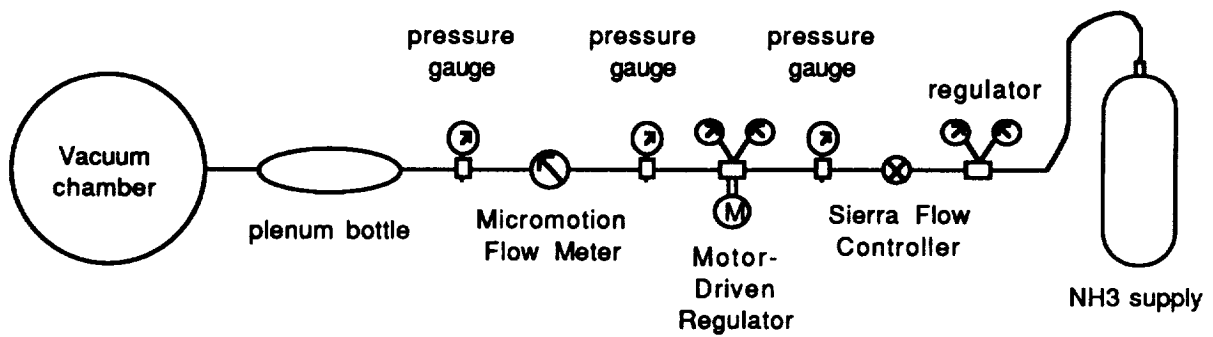 pressure
gauge
pressure
gauge
pressure
gauge
regulator
Vacuum
chamber
plenum bottle
Micromotion
Flow Meter
M
Motor-
Driven
Regulator
Sierra Flow
Controller
NH3 supply